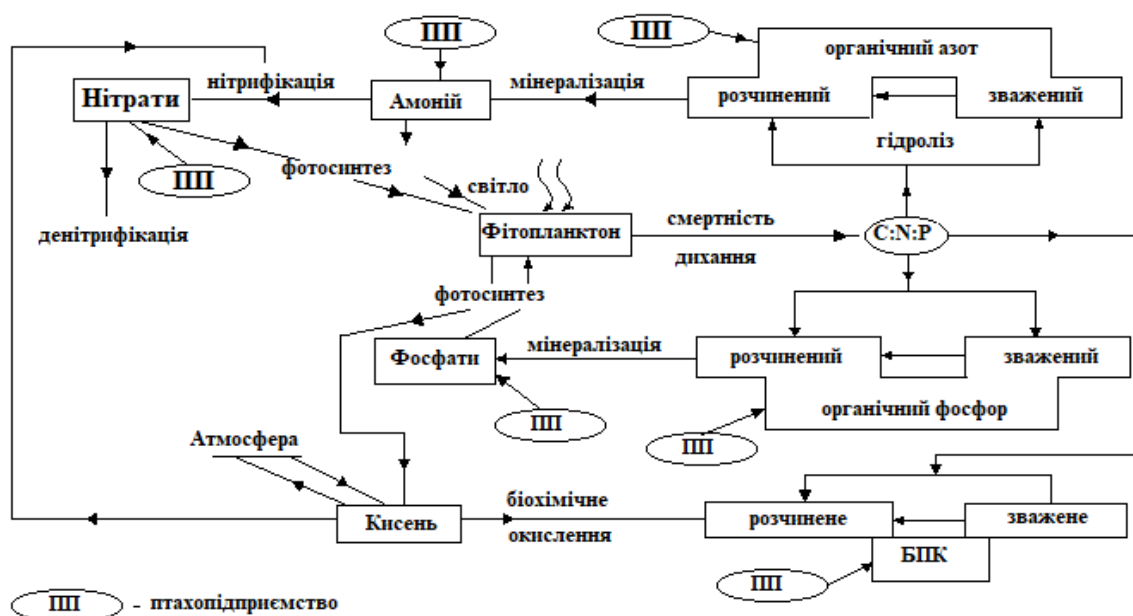 ПП
ПП
органічний азот
нітрифікація
мінералізація
Нітрати
Амоній
розчинений
зважений
гідроліз
фотосинтез
ПП
світло
денітрифікація
Фітопланктон
смертність
C:N:P
дихання
фотосинтез
Фосфати
мінералізація
розчинений
зважений
органічний фосфор
ПП
ПП
Атмосфера
Кисень
біохімічне
окислення
розчинене
зважене
БПК
ПП
ПП - птахопідприємство